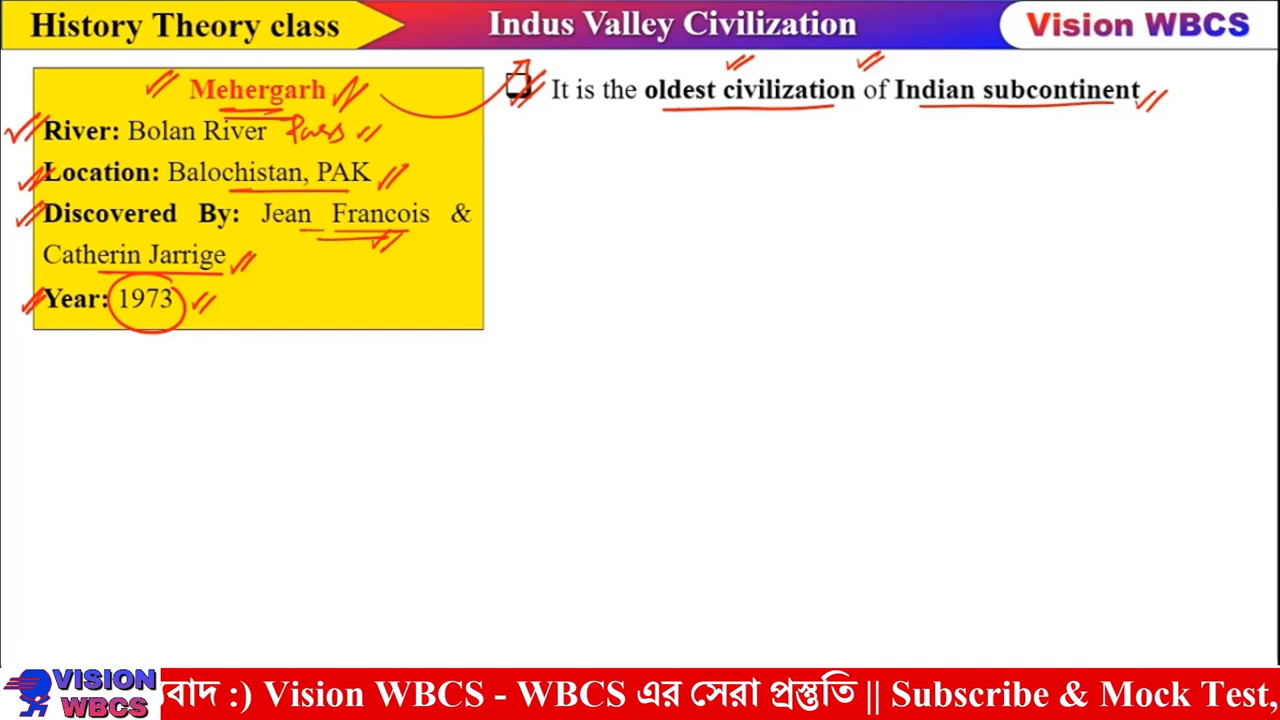 History Theory class
Indus Valley Civilization
Vision WBCS
Mehergarh
River: Bolan River Pass
Location: Balochistan, PAK
Discovered By: Jean Francois &
Catherin Jarrige
Year: 1973
It is the oldest civilization of Indian subcontinent
VISION
WBCS
বাদ :) Vision WBCS - WBCS এর সেরা প্রস্তুতি || Subscribe & Mock Test,